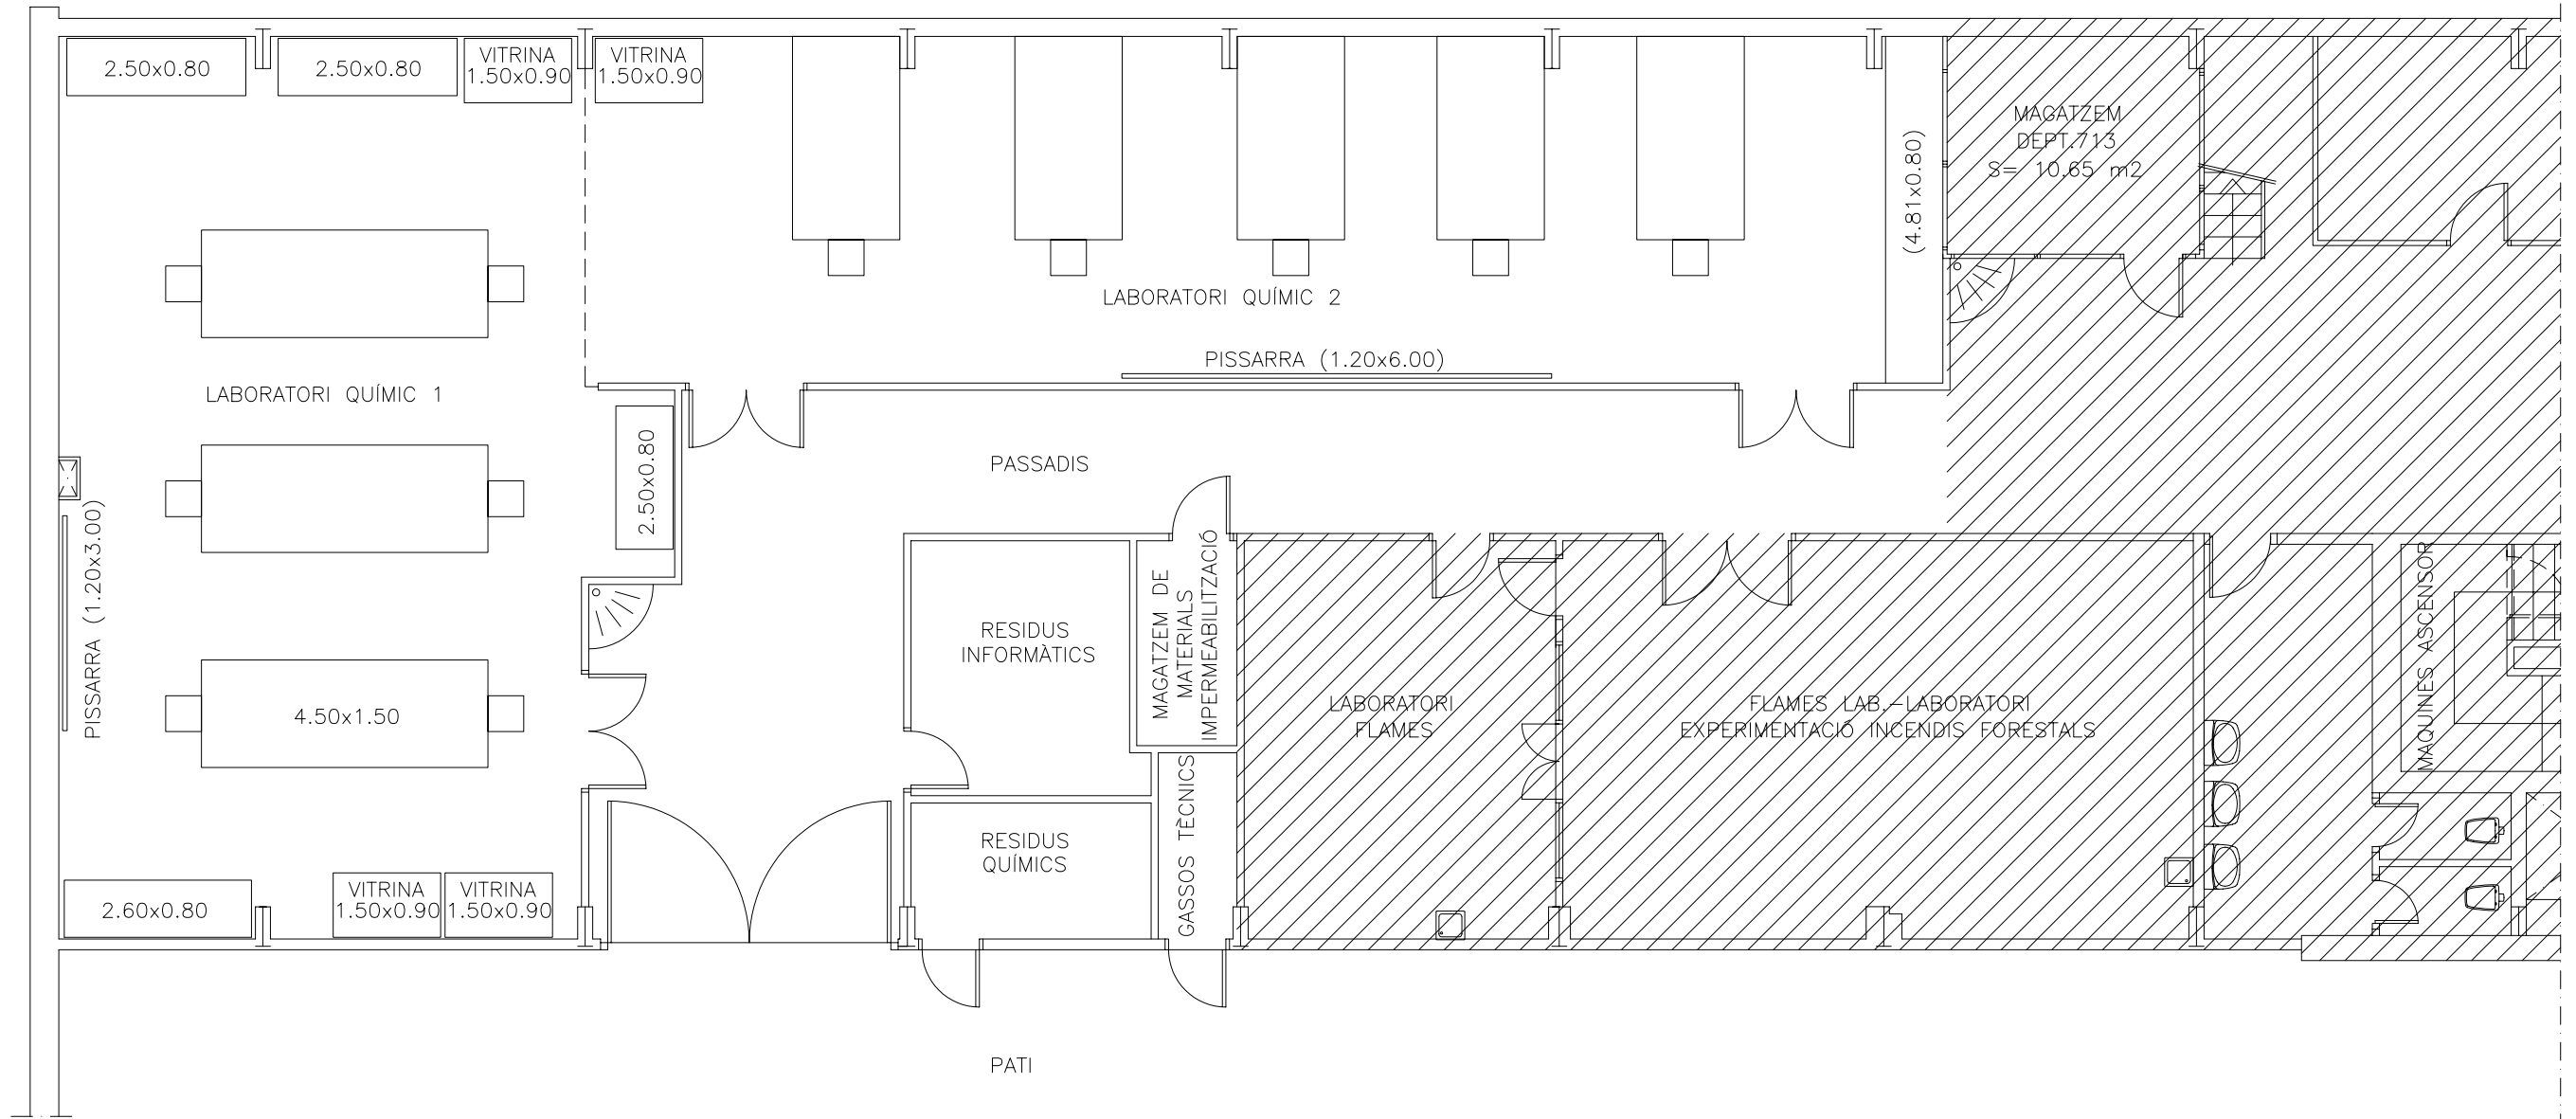 2.50x0.80
2.50x0.80
VITRINA
1.50x0.90
VITRINA
1.50x0.90
(4.81x0.80)
MAGATZEM
DEPT.713
S= 10.65 m2
LABORATORI QUÍMIC 2
PISSARRA (1.20x6.00)
LABORATORI QUÍMIC 1
2.50x0.80
PASSADIS
PISSARRA (1.20x3.00)
4.50x1.50
RESIDUS
INFORMÀTICS
MAGATZEM DE
MATERIALS
IMPERMEABILITZACIÓ
LABORATORI
FLAMES
FLAMES LAB.-LABORATORI
EXPERIMENTACIÓ INCENDIS FORESTALS
MAQUINES ASCENSOR
RESIDUS
QUÍMICS
GASSOS TÈCNICS
2.60x0.80
VITRINA
1.50x0.90
VITRINA
1.50x0.90
PATI